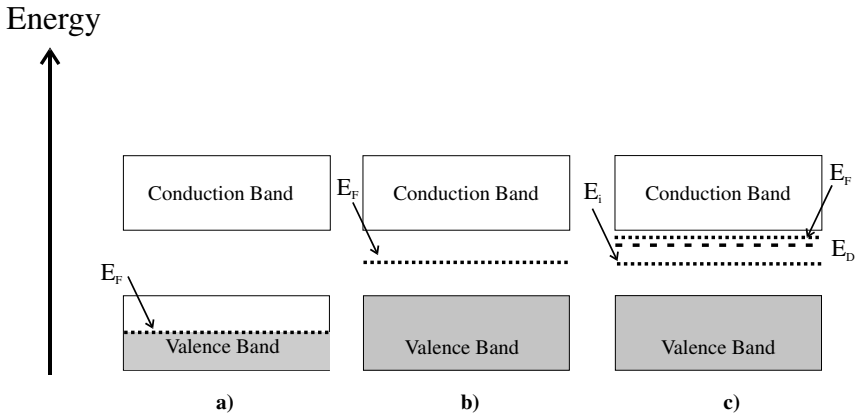 Energy
Conduction Band
E_F
Valence Band
a)
E_F
Conduction Band
Valence Band
b)
E_i
Conduction Band
E_F
E_D
Valence Band
c)